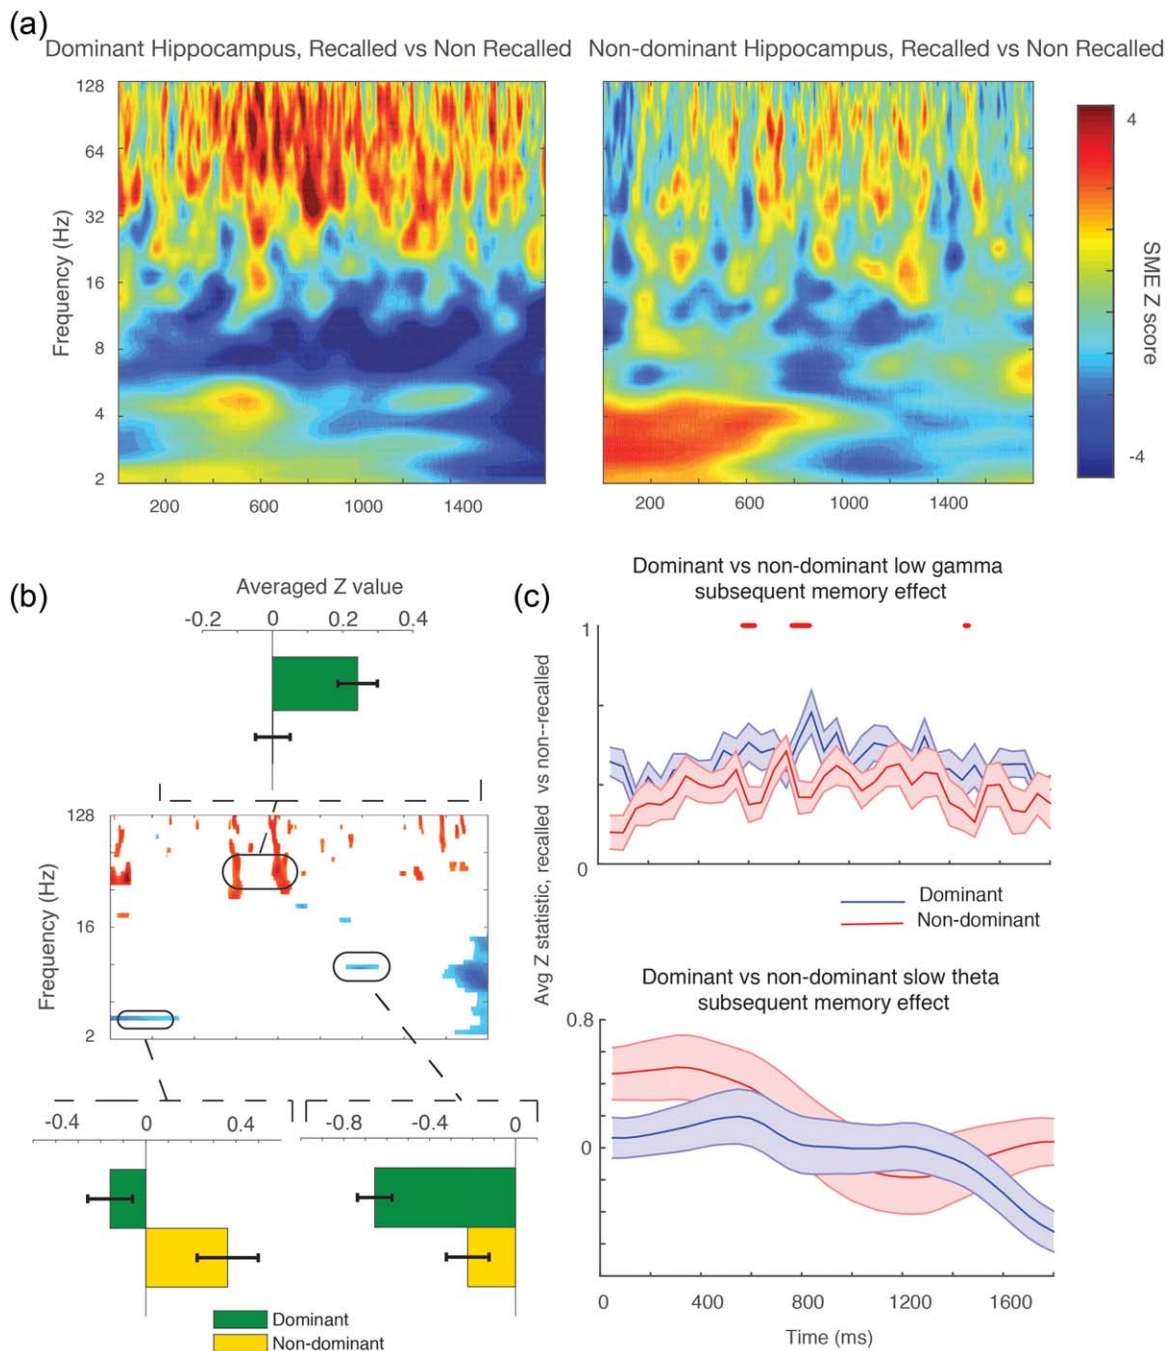 (a)
Dominant Hippocampus, Recalled vs Non Recalled
Non-dominant Hippocampus, Recalled vs Non Recalled
Frequency (Hz)
128
64
32
16
8
4
2
200
600
1000
1400
200
600
1000
1400
4
-4
SME Z score
(b)
Averaged Z value
-0.2
0
0.2
0.4
Frequency (Hz)
128
16
2
-0.4
0
0.4
-0.8
-0.4
0
Dominant
Non-dominant
(c)
Dominant vs non-dominant low gamma
subsequent memory effect
Avg Z statistic, recalled vs non--recalled
1
0
Dominant
Non-dominant
Dominant vs non-dominant slow theta
subsequent memory effect
0.8
0
0
400
800
1200
1600
Time (ms)